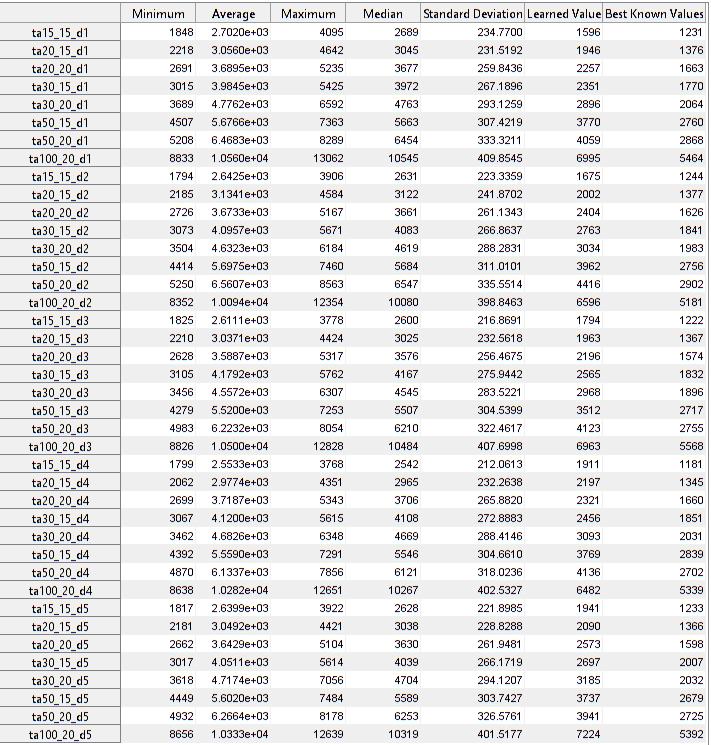 Minimum Average Maximum Median Standard Deviation Learned Value Best Known Values
ta15_15_d1 1848 2.7020e+03 4095 2689 234.7700 1596 1231
ta20_15_d1 2218 3.0560e+03 4642 3045 231.5192 1946 1376
ta20_20_d1 2691 3.6895e+03 5235 3677 259.8436 2257 1663
ta30_15_d1 3015 3.9845e+03 5425 3972 267.1896 2351 1770
ta30_20_d1 3689 4.7762e+03 6592 4763 293.1259 2896 2064
ta50_15_d1 4507 5.6766e+03 7363 5663 307.4219 3770 2760
ta50_20_d1 5208 6.4683e+03 8289 6454 333.3211 4059 2868
ta100_20_d1 8833 1.0560e+04 13062 10545 409.8545 6995 5464
ta15_15_d2 1794 2.6425e+03 3906 2631 223.3359 1675 1244
ta20_15_d2 2185 3.1341e+03 4584 3122 241.8702 2002 1377
ta20_20_d2 2726 3.6733e+03 5167 3661 261.1343 2404 1626
ta30_15_d2 3073 4.0957e+03 5671 4083 266.8637 2763 1841
ta30_20_d2 3504 4.6323e+03 6184 4619 288.2831 3034 1983
ta50_15_d2 4414 5.6975e+03 7460 5684 311.0101 3962 2756
ta50_20_d2 5250 6.5607e+03 8563 6547 335.5514 4416 2902
ta100_20_d2 8352 1.0094e+04 12354 10080 398.8463 6596 5181
ta15_15_d3 1825 2.6111e+03 3778 2600 216.8691 1794 1222
ta20_15_d3 2210 3.0371e+03 4424 3025 232.5618 1963 1367
ta20_20_d3 2628 3.5887e+03 5317 3576 256.4675 2196 1574
ta30_15_d3 3105 4.1792e+03 5762 4167 275.9442 2565 1832
ta30_20_d3 3456 4.5572e+03 6307 4545 283.5221 2968 1896
ta50_15_d3 4279 5.5200e+03 7253 5507 304.5399 3512 2717
ta50_20_d3 4983 6.2232e+03 8054 6210 322.4617 4123 2755
ta100_20_d3 8826 1.0500e+04 12828 10484 407.6998 6963 5568
ta15_15_d4 1799 2.5533e+03 3768 2542 212.0613 1911 1181
ta20_15_d4 2062 2.9774e+03 4351 2965 232.2638 2197 1345
ta20_20_d4 2699 3.7187e+03 5343 3706 265.8820 2321 1660
ta30_15_d4 3067 4.1200e+03 5615 4108 272.8883 2456 1851
ta30_20_d4 3462 4.6826e+03 6348 4669 288.4146 3093 2031
ta50_15_d4 4392 5.5590e+03 7291 5546 304.6610 3769 2839
ta50_20_d4 4870 6.1337e+03 7856 6121 318.0236 4136 2702
ta100_20_d4 8638 1.0282e+04 12651 10267 402.5327 6482 5339
ta15_15_d5 1817 2.6399e+03 3922 2628 221.8985 1941 1233
ta20_15_d5 2181 3.0492e+03 4421 3038 228.8288 2090 1366
ta20_20_d5 2662 3.6429e+03 5104 3630 261.9481 2573 1598
ta30_15_d5 3017 4.0511e+03 5614 4039 266.1719 2697 2007
ta30_20_d5 3618 4.7174e+03 7056 4704 294.1207 3185 2032
ta50_15_d5 4449 5.6020e+03 7484 5589 303.7427 3737 2679
ta50_20_d5 4932 6.2664e+03 8178 6253 326.5761 3941 2725
ta100_20_d5 8656 1.0333e+04 12639 10319 401.5177 7224 5392